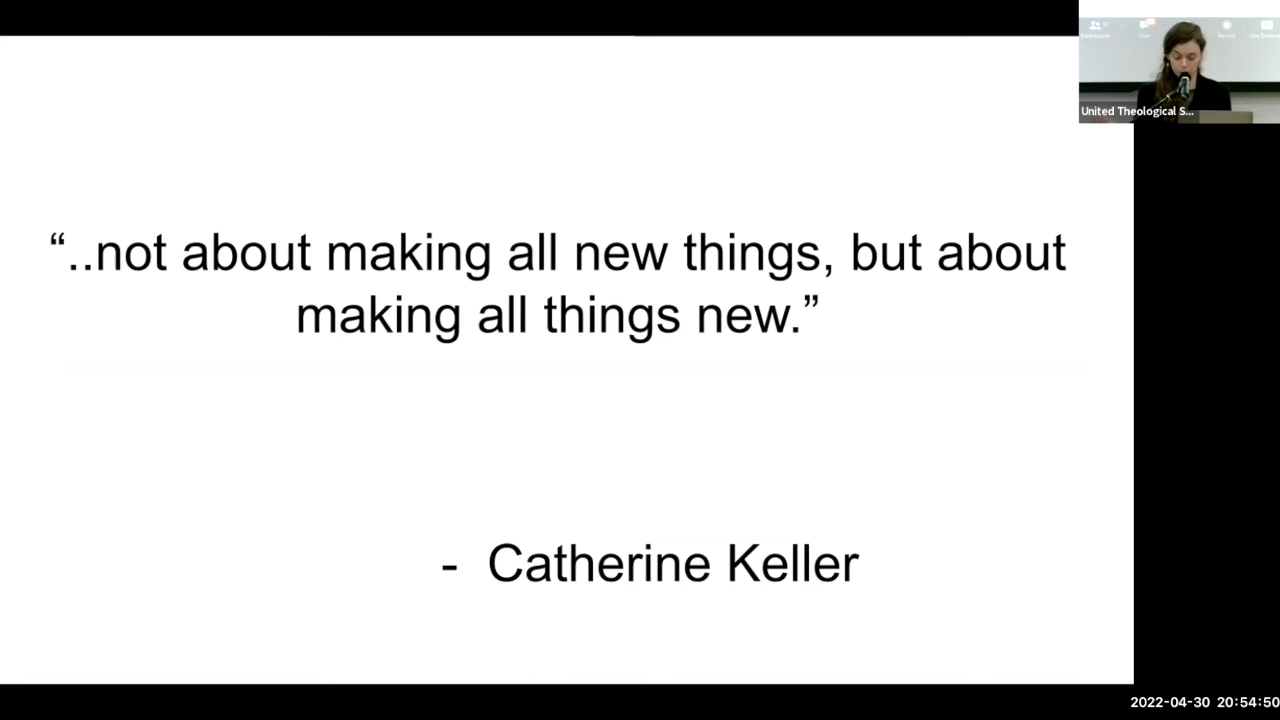 “..not about making all new things, but about
making all things new.”
- Catherine Keller
United Theological S...
2022-04-30 20:54:50